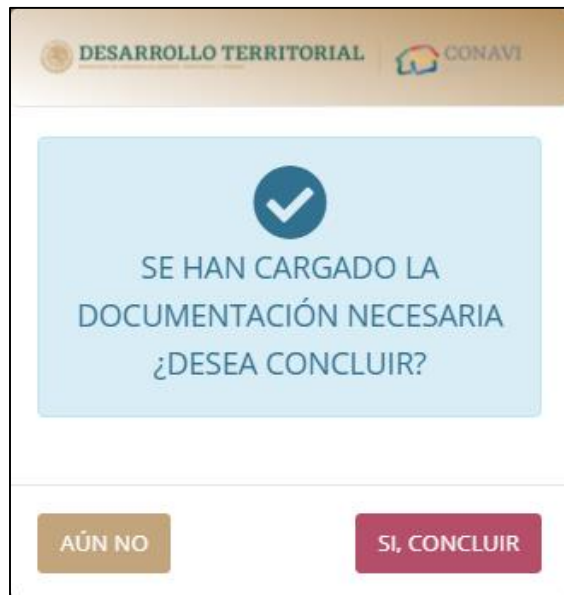 DESARROLLO TERRITORIAL CONAVI
SE HAN CARGADO LA
DOCUMENTACIÓN NECESARIA
¿DESEA CONCLUIR?
AÚN NO SI, CONCLUIR